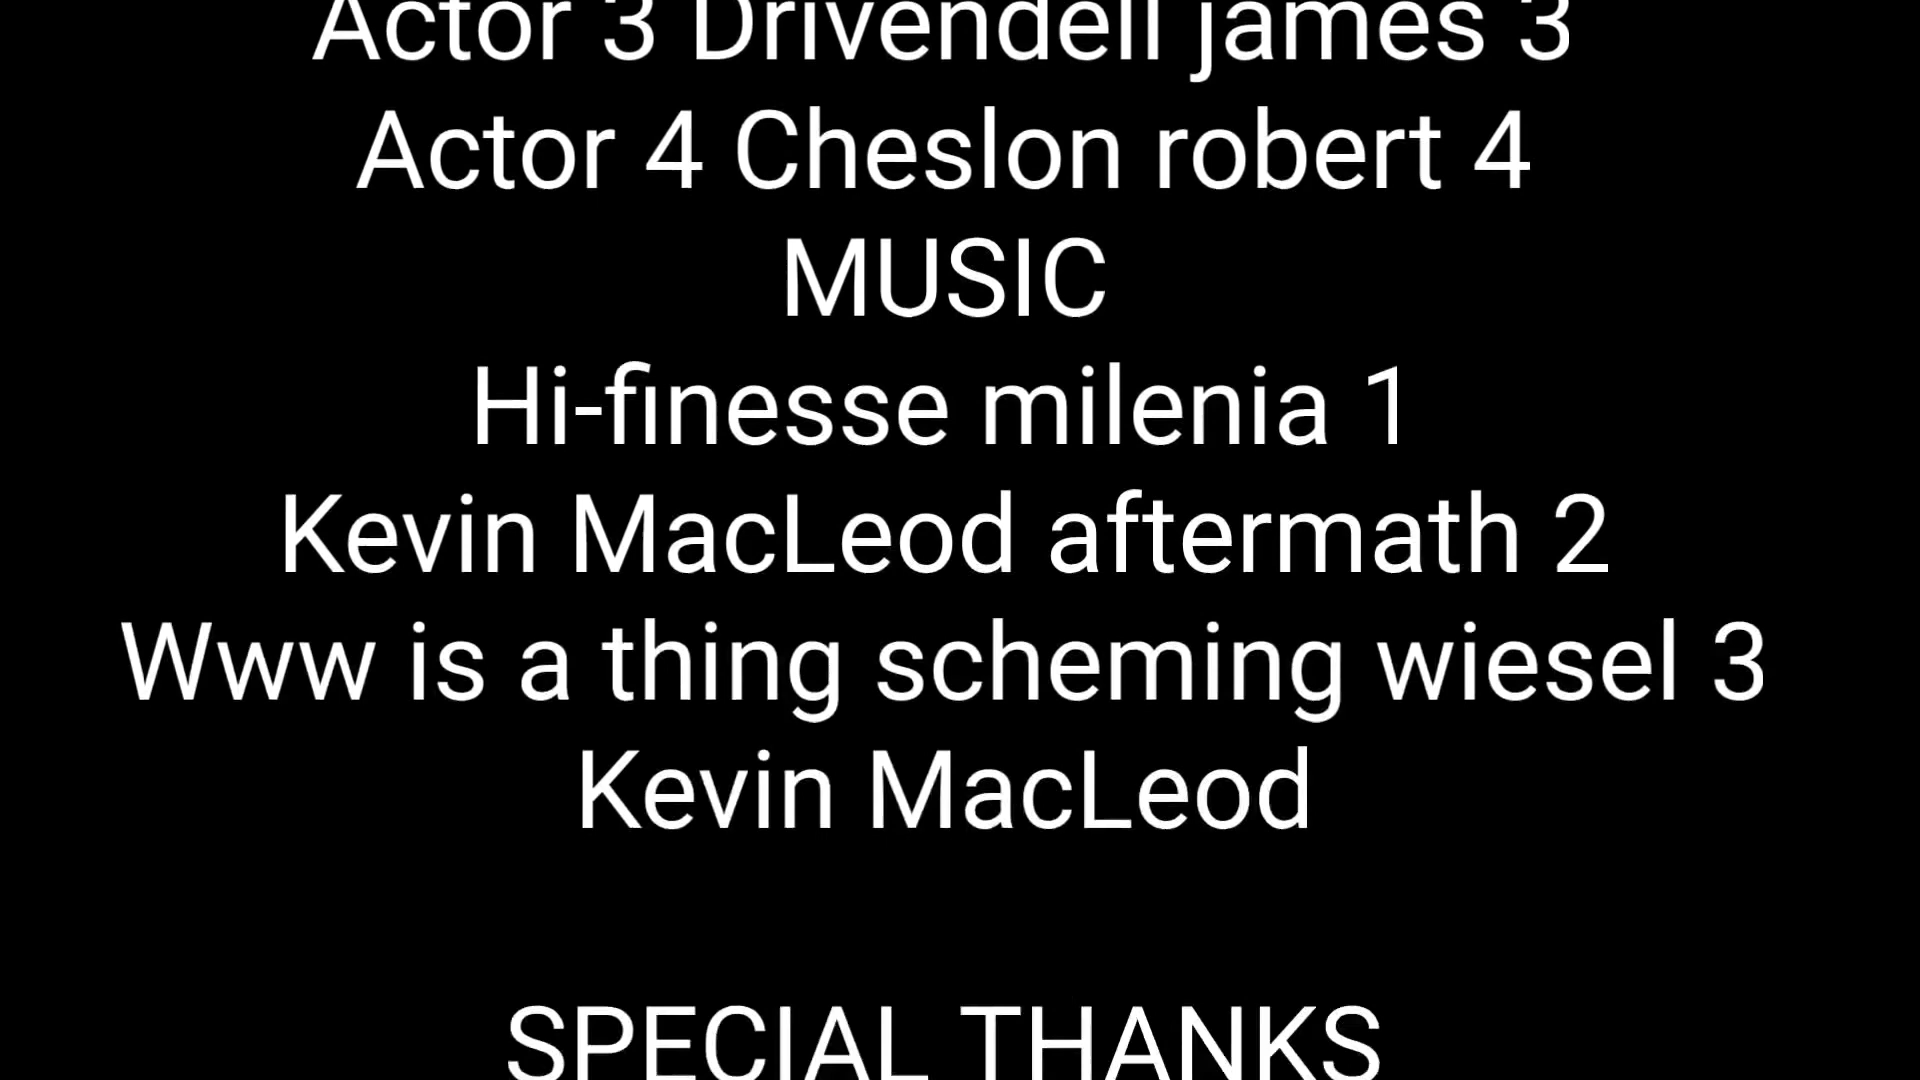 Actor 3 Drivendell james 3
Actor 4 Cheslon robert 4
MUSIC
Hi-finesse milenia 1
Kevin MacLeod aftermath 2
Www is a thing scheming wiesel 3
Kevin MacLeod
SPECIAL THANKS